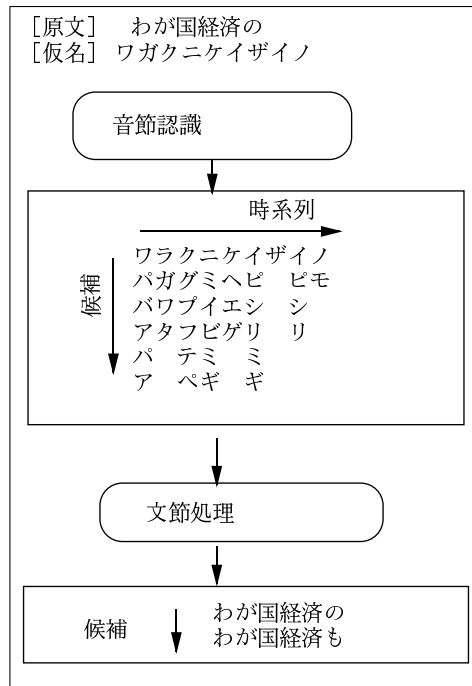 ［原文］　わが国経済の
［仮名］ ワガクニケイザイノ
音節認識
時系列
候補
ワラクニケイザイノ
パガグミヘピ　ピモ
バワプイエシ　シ
アタフビゲリ　リ
パ　テミ　ミ
ア　ペギ　ギ
文節処理
候補
わが国経済の
わが国経済も